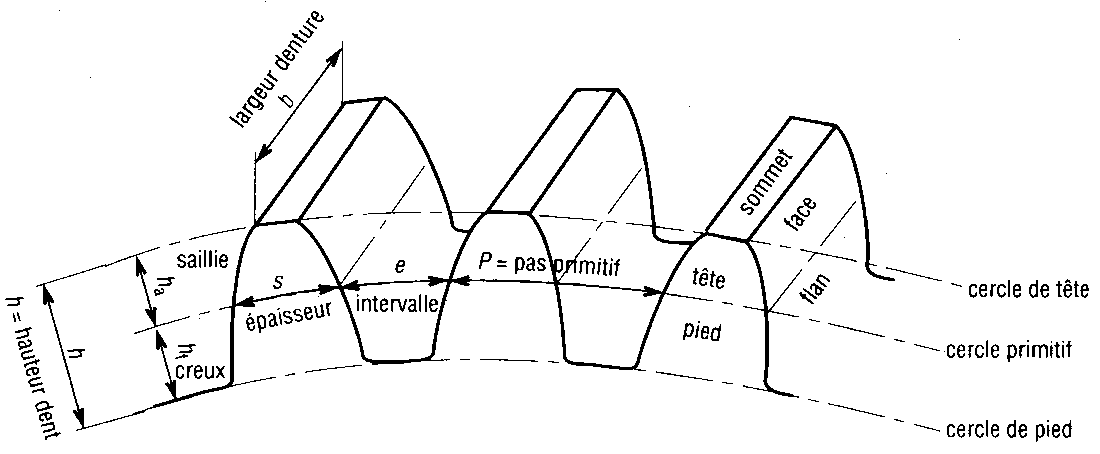 largeur denture
b
sommet
face
flan
saillie
s
e
P = pas primitif
tête
cercle de tête
épaisseur
intervalle
pied
cercle primitif
h = hauteur dent
h
hₐ
hf
creux
cercle de pied